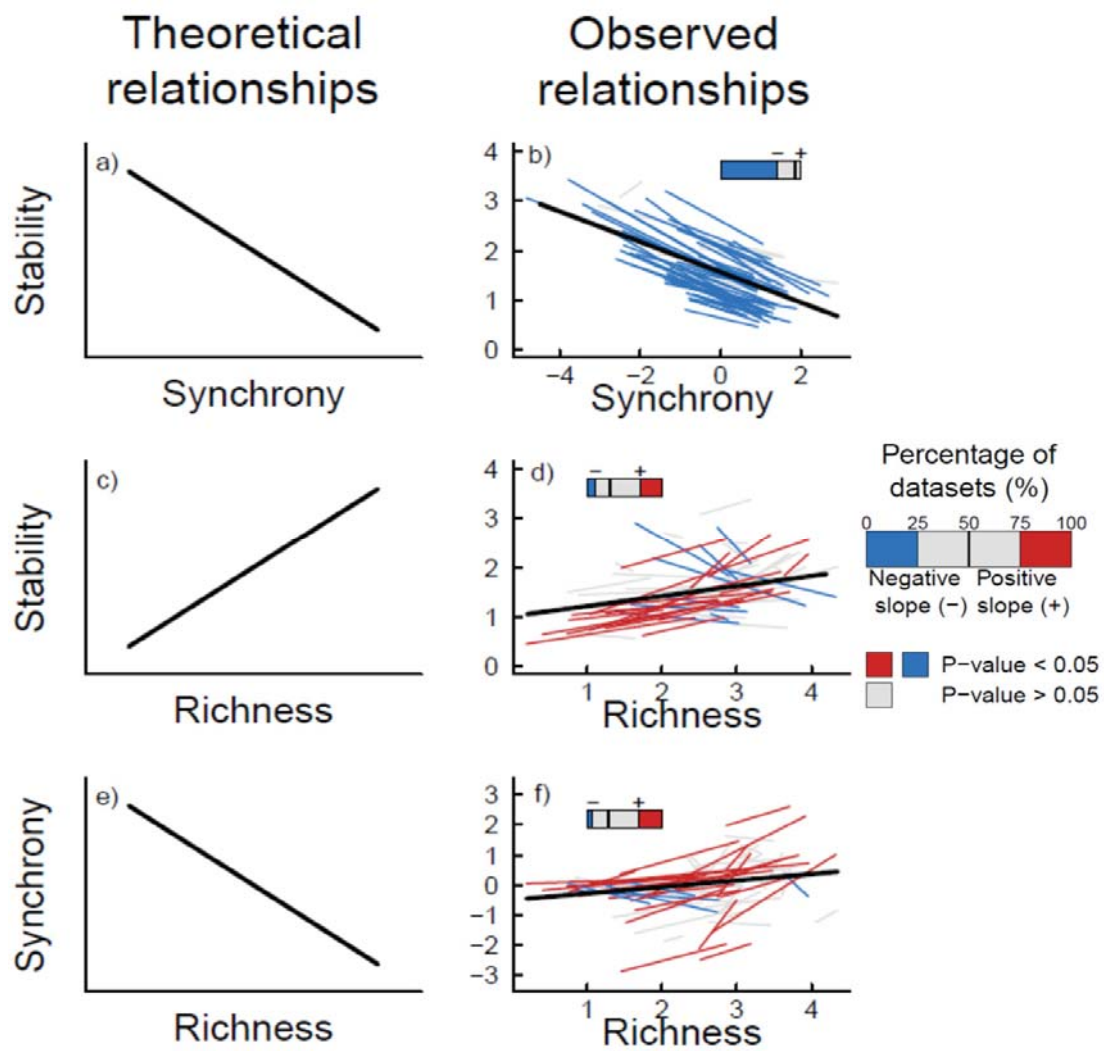 Theoretical
relationships
Observed
relationships
a)
Stability
Synchrony
b)
− +
4
3
2
1
0
−4 −2 0 2
Synchrony
c)
Stability
Richness
d)
− +
4
3
2
1
0
1 2 3 4
Richness
Percentage of
datasets (%)
0 25 50 75 100
Negative Positive
slope (−) slope (+)
P−value < 0.05
P−value > 0.05
e)
Synchrony
Richness
f)
− +
3
2
1
0
−1
−2
−3
1 2 3 4
Richness